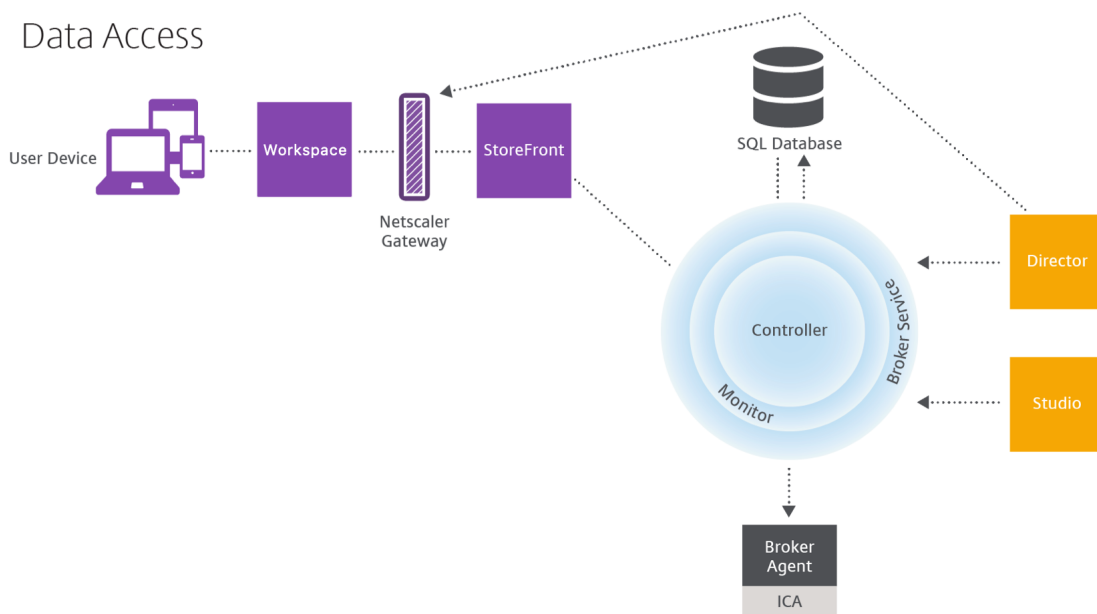 Data Access
User Device
Workspace
Netscaler
Gateway
StoreFront
SQL Database
Director
Controller
Broker Service
Monitor
Studio
Broker
Agent
ICA